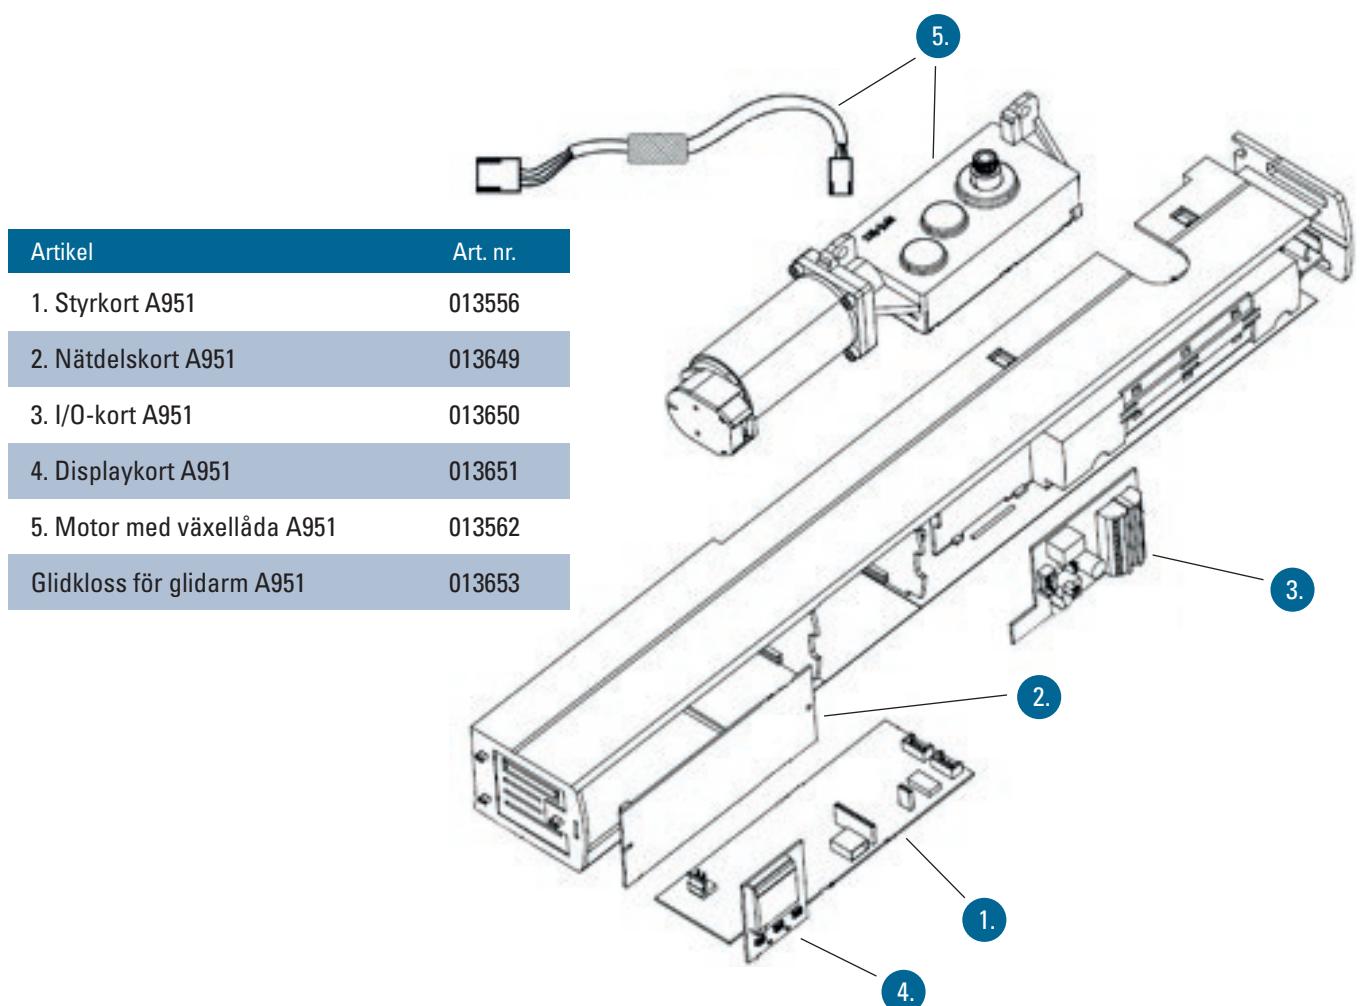 5.
Artikel Art. nr.
1. Styrkort A951 013556
2. Nätdelskort A951 013649
3. I/O-kort A951 013650
4. Displaykort A951 013651
5. Motor med växellåda A951 013562
Glidkloss för glidarm A951 013653
3.
2.
1.
4.